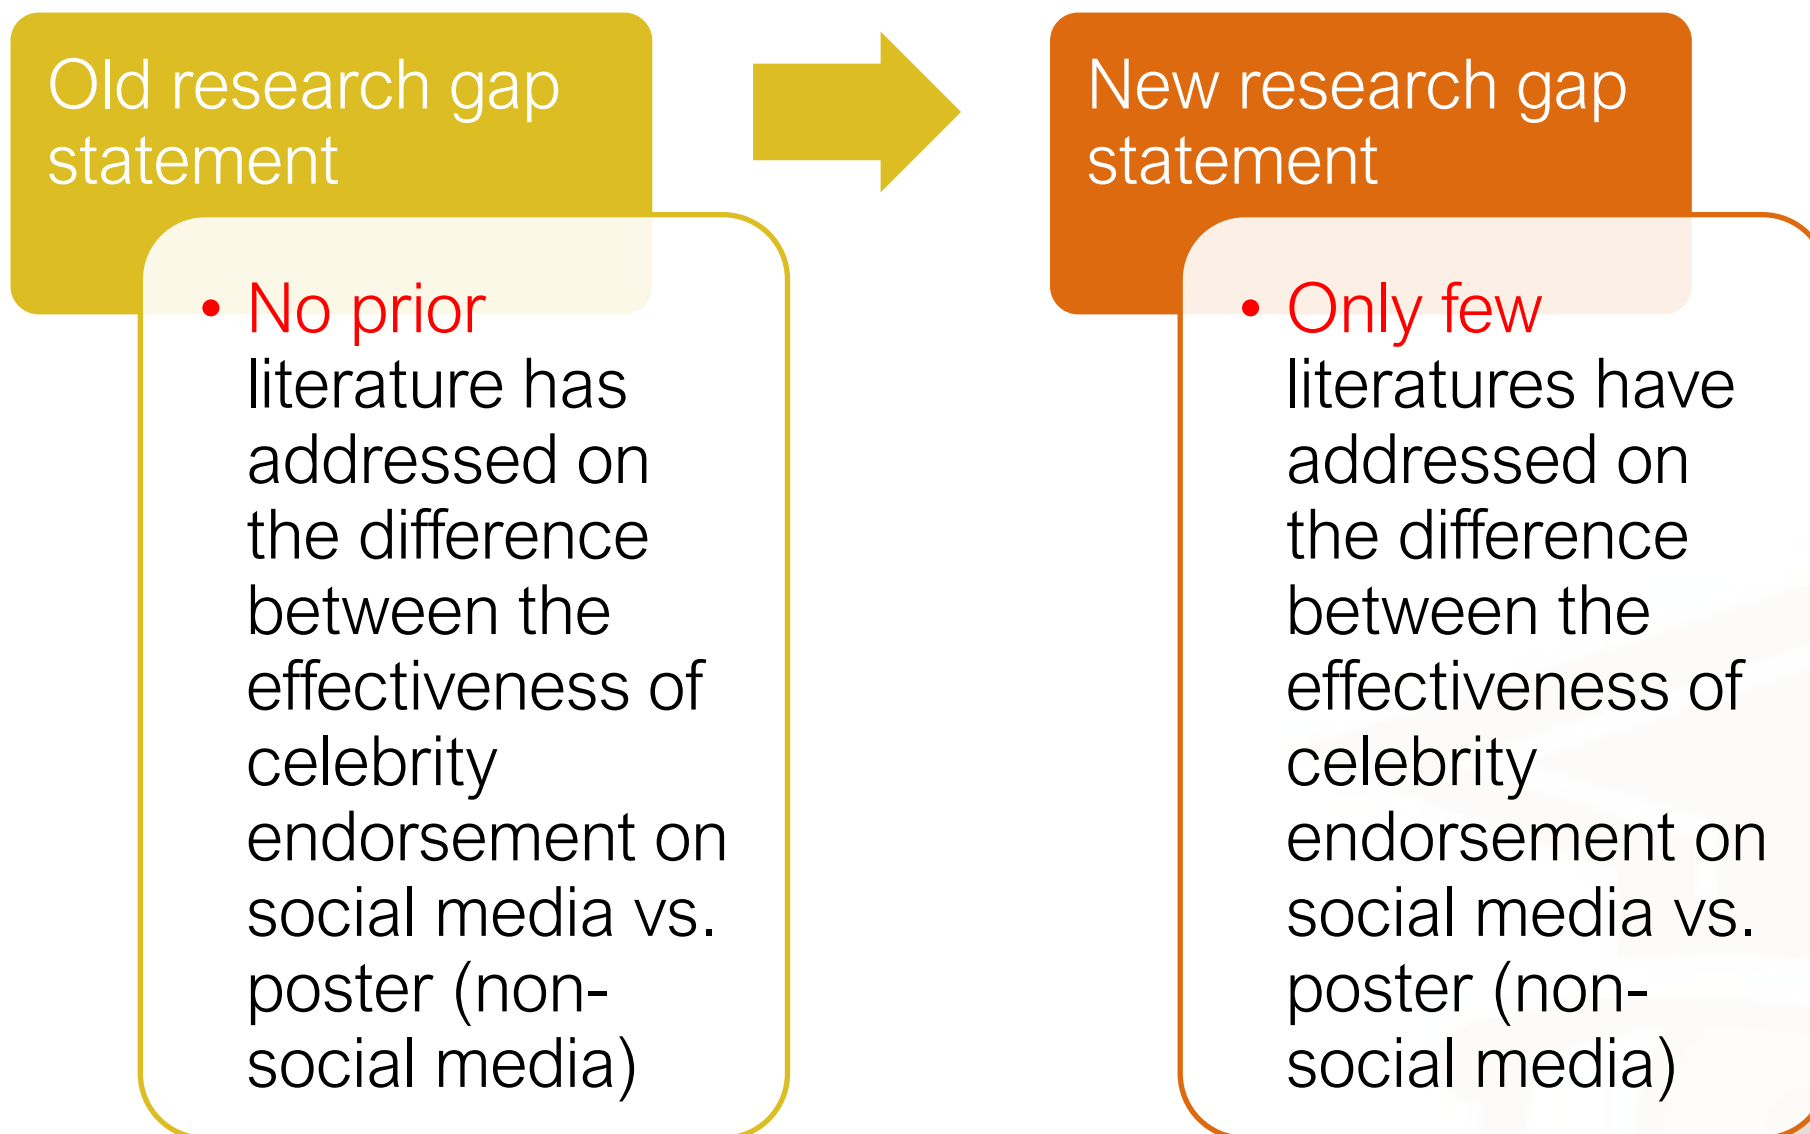 Old research gap
statement
• No prior
literature has
addressed on
the difference
between the
effectiveness of
celebrity
endorsement on
social media vs.
poster (non-
social media)
New research gap
statement
• Only few
literatures have
addressed on
the difference
between the
effectiveness of
celebrity
endorsement on
social media vs.
poster (non-
social media)